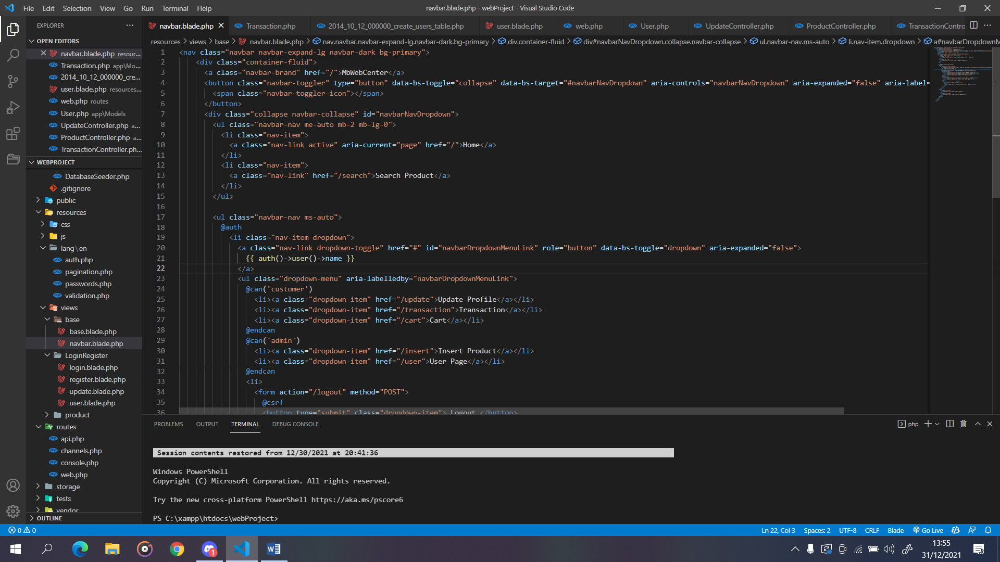 File Edit Selection View Go Run Terminal Help
navbar.blade.php - webProject - Visual Studio Code
EXPLORER
OPEN EDITORS
navbar.blade.php resour...
Transaction.php app\Mo...
2014_10_12_000000_cre...
user.blade.php resources...
web.php routes
User.php app\Models
UpdateController.php a...
ProductController.php a...
TransactionController.ph...
WEBPROJECT
DatabaseSeeder.php
.gitignore
public
resources
css
js
lang\en
auth.php
pagination.php
passwords.php
validation.php
views
base
base.blade.php
navbar.blade.php
LoginRegister
login.blade.php
register.blade.php
update.blade.php
user.blade.php
product
routes
api.php
channels.php
console.php
web.php
storage
tests
vendor
OUTLINE
navbar.blade.php Transaction.php 2014_10_12_000000_create_users_table.php user.blade.php web.php User.php UpdateController.php ProductController.php TransactionContro
resources > views > base > navbar.blade.php > nav.navbar.navbar-expand-lg.navbar-dark.bg-primary > div.container-fluid > div#navbarNavDropdown.collapse.navbar-collapse > ul.navbar-nav.ms-auto > li.nav-item.dropdown > a#navbarDropdownM
1 <nav class="navbar navbar-expand-lg navbar-dark bg-primary">
2 <div class="container-fluid">
3 <a class="navbar-brand" href="/">MbWebCenter</a>
4 <button class="navbar-toggler" type="button" data-bs-toggle="collapse" data-bs-target="#navbarNavDropdown" aria-controls="navbarNavDropdown" aria-expanded="false" aria-label=
5 <span class="navbar-toggler-icon"></span>
6 </button>
7 <div class="collapse navbar-collapse" id="navbarNavDropdown">
8 <ul class="navbar-nav me-auto mb-2 mb-lg-0">
9 <li class="nav-item">
10 <a class="nav-link active" aria-current="page" href="/">Home</a>
11 </li>
12 <li class="nav-item">
13 <a class="nav-link" href="/search">Search Product</a>
14 </li>
15 </ul>
16
17 <ul class="navbar-nav ms-auto">
18 @auth
19 <li class="nav-item dropdown">
20 <a class="nav-link dropdown-toggle" href="#" id="navbarDropdownMenuLink" role="button" data-bs-toggle="dropdown" aria-expanded="false">
21 {{ auth()->user()->name }}
22 </a>
23 <ul class="dropdown-menu" aria-labelledby="navbarDropdownMenuLink">
24 @can('customer')
25 <li><a class="dropdown-item" href="/update">Update Profile</a></li>
26 <li><a class="dropdown-item" href="/transaction">Transaction</a></li>
27 <li><a class="dropdown-item" href="/cart">Cart</a></li>
28 @endcan
29 @can('admin')
30 <li><a class="dropdown-item" href="/insert">Insert Product</a></li>
31 <li><a class="dropdown-item" href="/user">User Page</a></li>
32 @endcan
33 <li>
34 <form action="/logout" method="POST">
35 @csrf
36 <button type="submit" class="dropdown-item"> Logout </button>
PROBLEMS OUTPUT TERMINAL DEBUG CONSOLE
php
Session contents restored from 12/30/2021 at 20:41:36
Windows PowerShell
Copyright (C) Microsoft Corporation. All rights reserved.
Try the new cross-platform PowerShell https://aka.ms/pscore6
PS C:\xampp\htdocs\webProject>
0 0
Ln 22, Col 3 Spaces: 2 UTF-8 CRLF Blade Go Live
1
13:55
31/12/2021